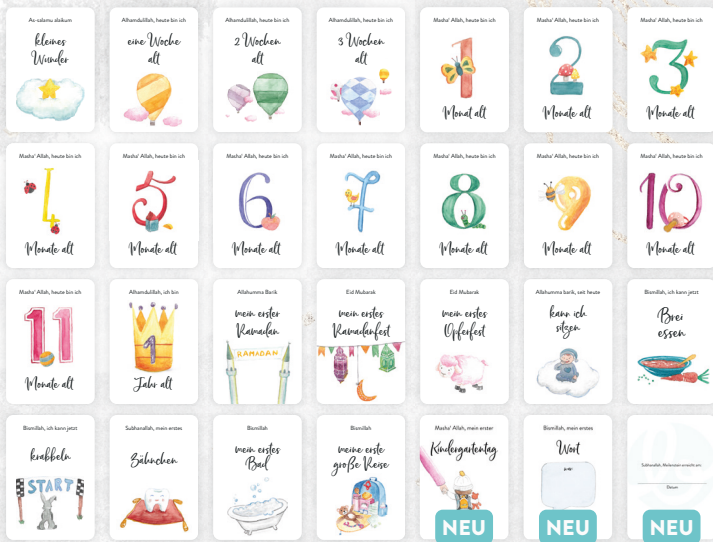 As-salamu alaikum
kleines
Wunder
Alhamdulillah, heute bin ich
eine Woche
alt
Alhamdulillah, heute bin ich
2 Wochen
alt
Alhamdulillah, heute bin ich
3 Wochen
alt
Masha' Allah, heute bin ich
1
Monat alt
Masha' Allah, heute bin ich
2
Monate alt
Masha' Allah, heute bin ich
3
Monate alt
Masha' Allah, heute bin ich
4
Monate alt
Masha' Allah, heute bin ich
5
Monate alt
Masha' Allah, heute bin ich
6
Monate alt
Masha' Allah, heute bin ich
7
Monate alt
Masha' Allah, heute bin ich
8
Monate alt
Masha' Allah, heute bin ich
9
Monate alt
Masha' Allah, heute bin ich
10
Monate alt
Masha' Allah, heute bin ich
11
Monate alt
Alhamdulillah, ich bin
1
Jahr alt
Allahumma Barik
mein erster
Ramadan
RAMADAN
Eid Mubarak
mein erstes
Ramadanfest
Eid Mubarak
mein erstes
Opferfest
Allahumma barik, seit heute
kann ich
sitzen
Bismillah, ich kann jetzt
Brei
essen
Bismillah, ich kann jetzt
krabbeln
START
Subhanallah, mein erstes
Zähnchen
Bismillah
mein erstes
Bad
Bismillah
meine erste
große Reise
Masha' Allah, mein erster
Kindergartentag
NEU
Bismillah, mein erstes
Wort
NEU
Subhanallah, Meilenstein erreicht am:
Datum
NEU